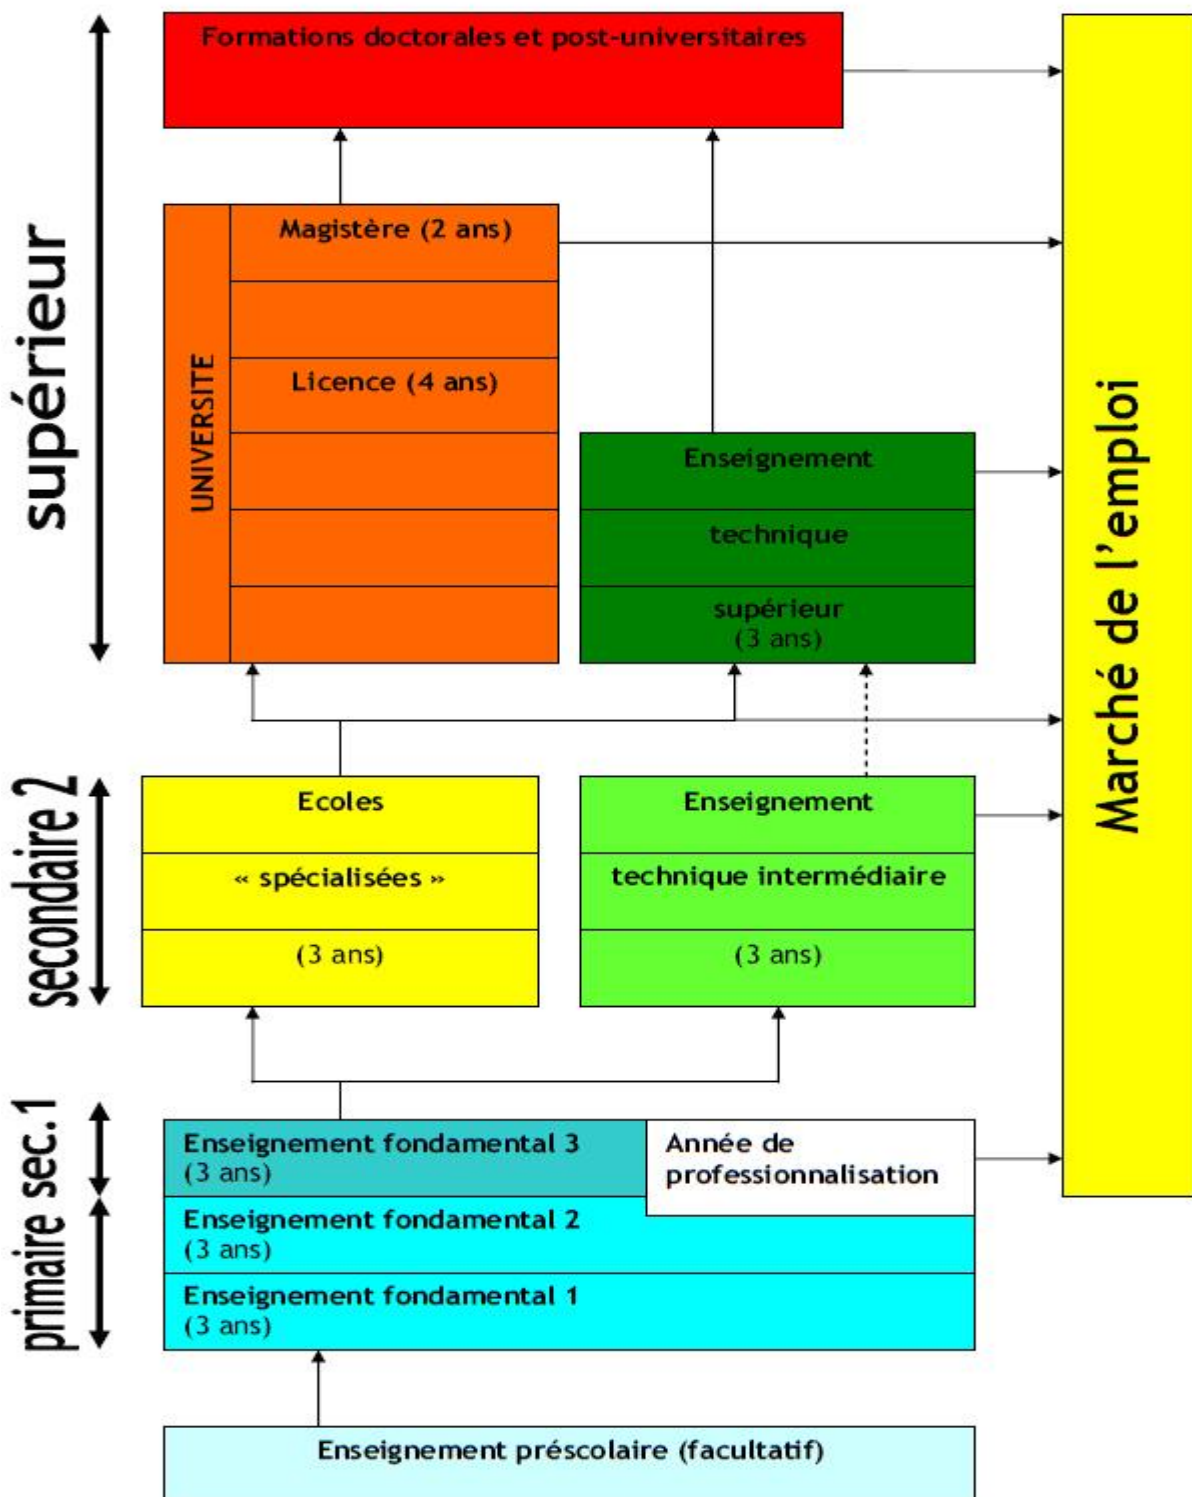 Formations doctorales et post-universitaires
supérieur
Magistère (2 ans)
UNIVERSITE
Licence (4 ans)
Enseignement
technique
supérieur
(3 ans)
Marché de l'emploi
secondaire 2
Ecoles
« spécialisées »
(3 ans)
Enseignement
technique intermédiaire
(3 ans)
sec.1
Enseignement fondamental 3
(3 ans)
Année de
professionnalisation
primaire
Enseignement fondamental 2
(3 ans)
Enseignement fondamental 1
(3 ans)
Enseignement préscolaire (facultatif)